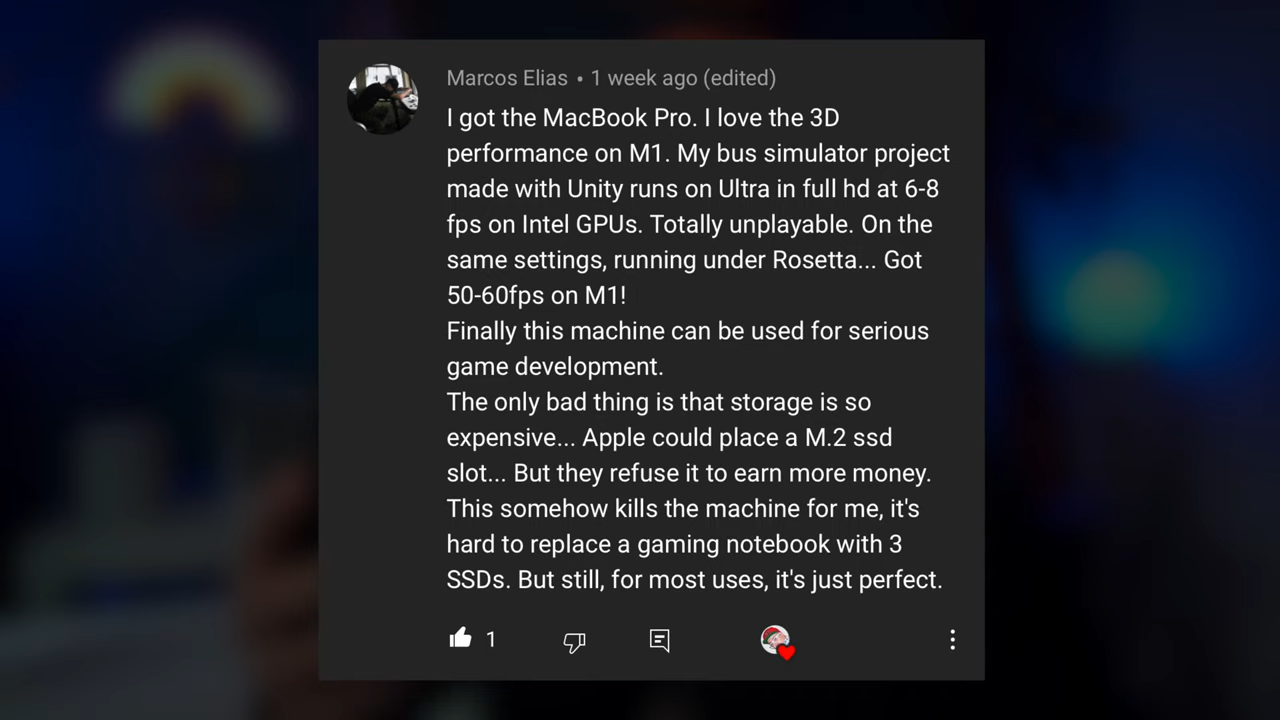 Marcos Elias • 1 week ago (edited)
I got the MacBook Pro. I love the 3D
performance on M1. My bus simulator project
made with Unity runs on Ultra in full hd at 6-8
fps on Intel GPUs. Totally unplayable. On the
same settings, running under Rosetta... Got
50-60fps on M1!
Finally this machine can be used for serious
game development.
The only bad thing is that storage is so
expensive... Apple could place a M.2 ssd
slot... But they refuse it to earn more money.
This somehow kills the machine for me, it's
hard to replace a gaming notebook with 3
SSDs. But still, for most uses, it's just perfect.
1